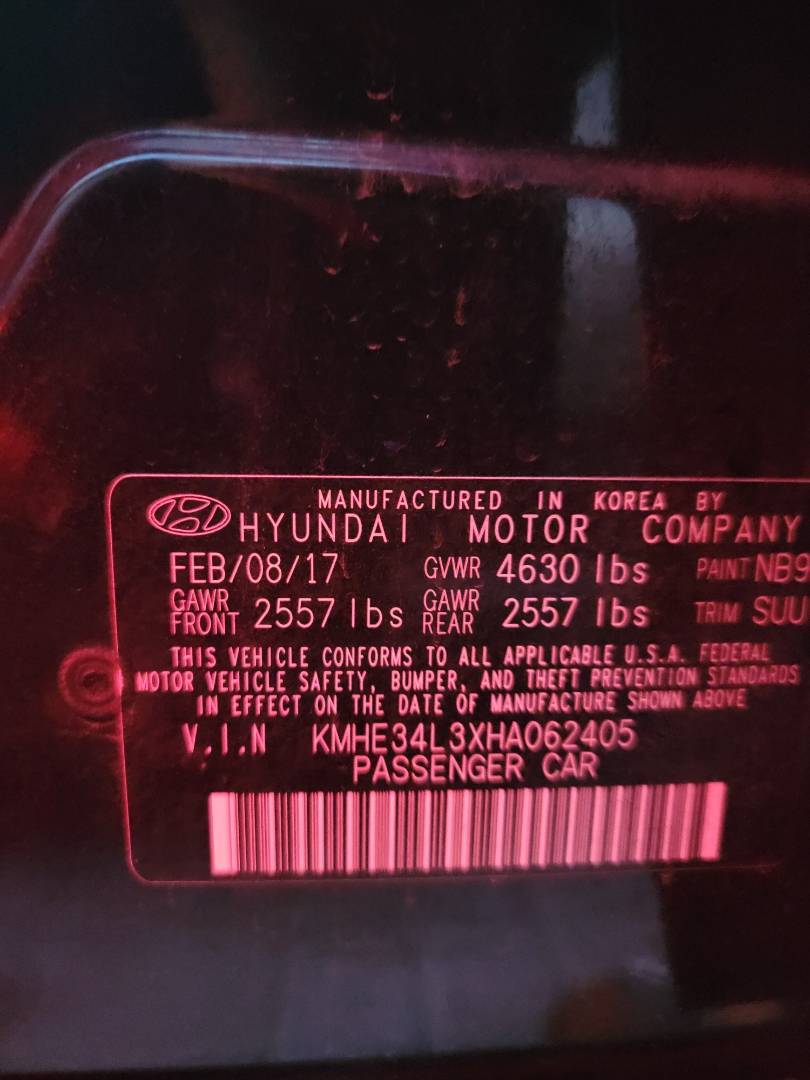 MANUFACTURED IN KOREA BY
HYUNDAI MOTOR COMPANY
FEB/08/17 GVWR 4630 lbs PAINT NB9
GAWR FRONT 2557 lbs GAWR REAR 2557 lbs TRIM SUU
THIS VEHICLE CONFORMS TO ALL APPLICABLE U.S.A. FEDERAL
MOTOR VEHICLE SAFETY, BUMPER, AND THEFT PREVENTION STANDARDS
IN EFFECT ON THE DATE OF MANUFACTURE SHOWN ABOVE
V.I.N KMHE34L3XHA062405
PASSENGER CAR